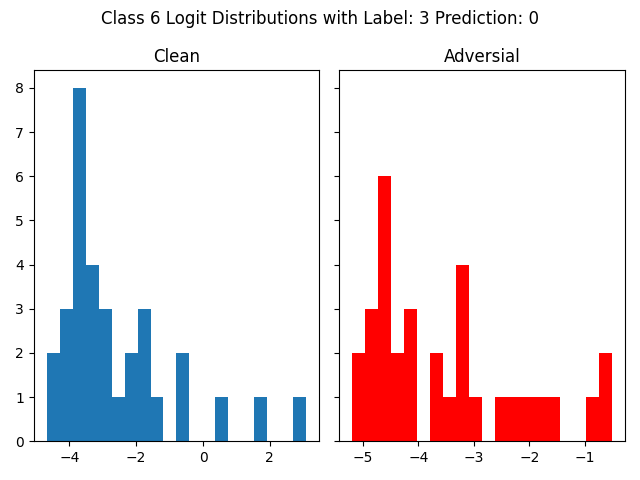 Class 6 Logit Distributions with Label: 3 Prediction: 0
Clean
Adversial
8
7
6
5
4
3
2
1
0
−4 −2 0 2
−5 −4 −3 −2 −1